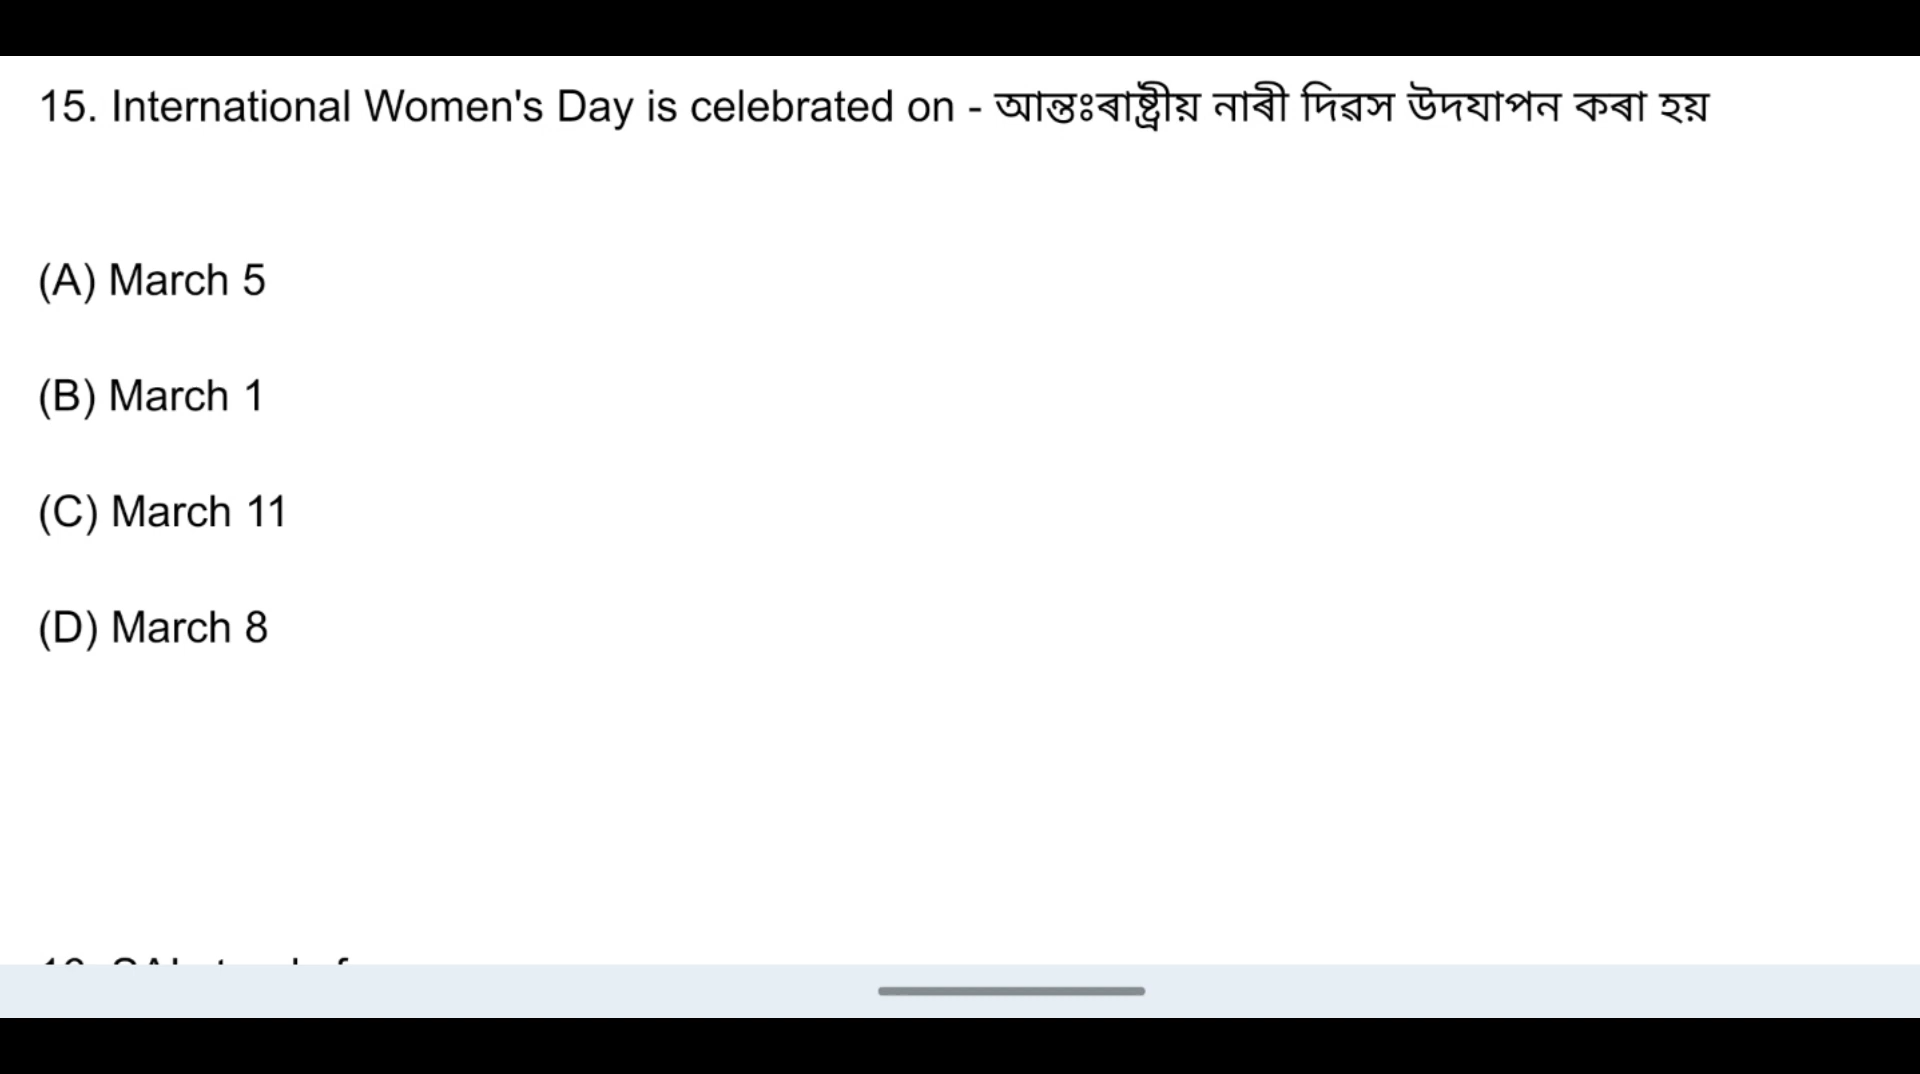 15. International Women's Day is celebrated on - আন্তঃৰাষ্ট্ৰীয় নাৰী দিৱস উদযাপন কৰা হয়
(A) March 5
(B) March 1
(C) March 11
(D) March 8